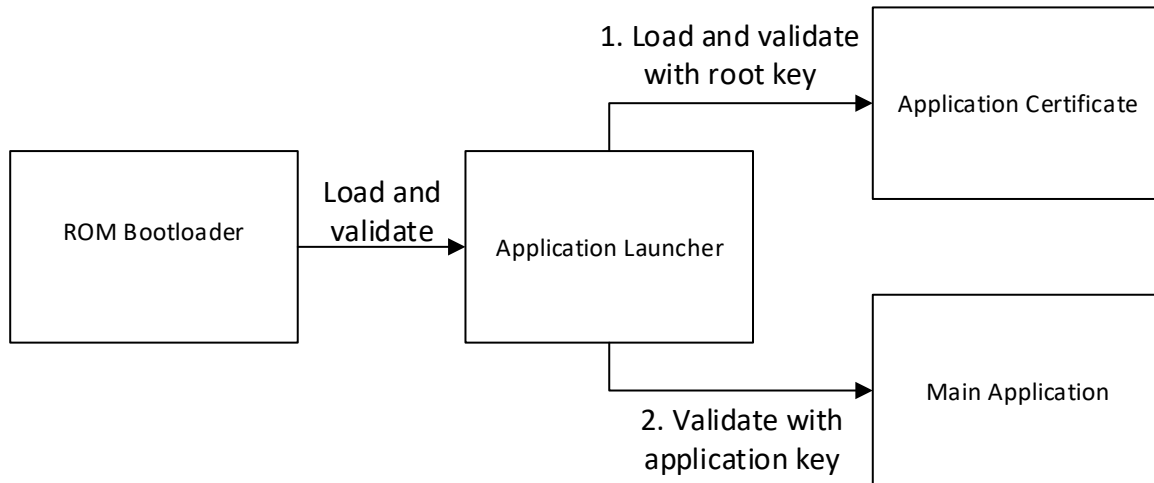 1. Load and validate
with root key
Application Certificate
ROM Bootloader
Load and
validate
Application Launcher
Main Application
2. Validate with
application key